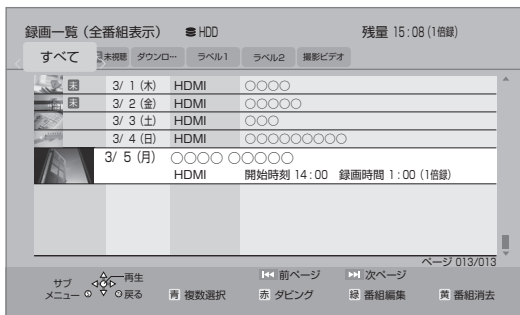 録画一覧（全番組表示） HDD 残量 15:08（1倍録）
すべて 未視聴 ダウンロ… ラベル1 ラベル2 撮影ビデオ
未 3/ 1（木） HDMI ○○○○
未 3/ 2（金） HDMI ○○○○○
3/ 3（土） HDMI ○○○
3/ 4（日） HDMI ○○○○○○○○○
3/ 5（月） ○○○○ ○○○○○
HDMI 開始時刻 14:00 録画時間 1:00（1倍録）
ページ 013/013
再生 前ページ 次ページ
サブメニュー 戻る 青 複数選択 赤 ダビング 緑 番組編集 黄 番組消去